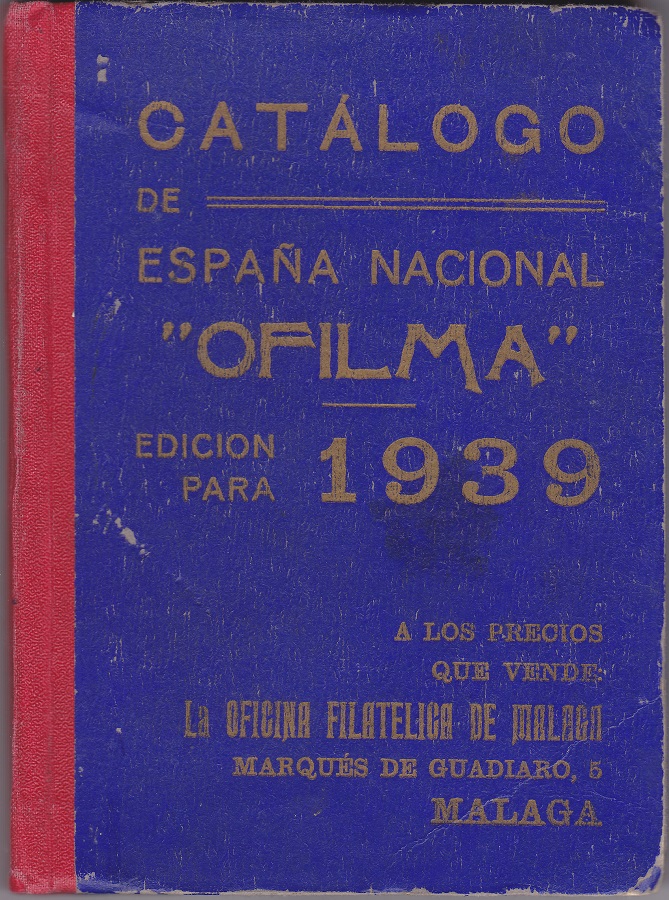 CATÁLOGO
DE
ESPAÑA NACIONAL
"OFILMA"
EDICION
PARA 1939
A LOS PRECIOS
QUE VENDE:
La OFICINA FILATELICA DE MALAGA
MARQUÉS DE GUADIARO, 5
MALAGA